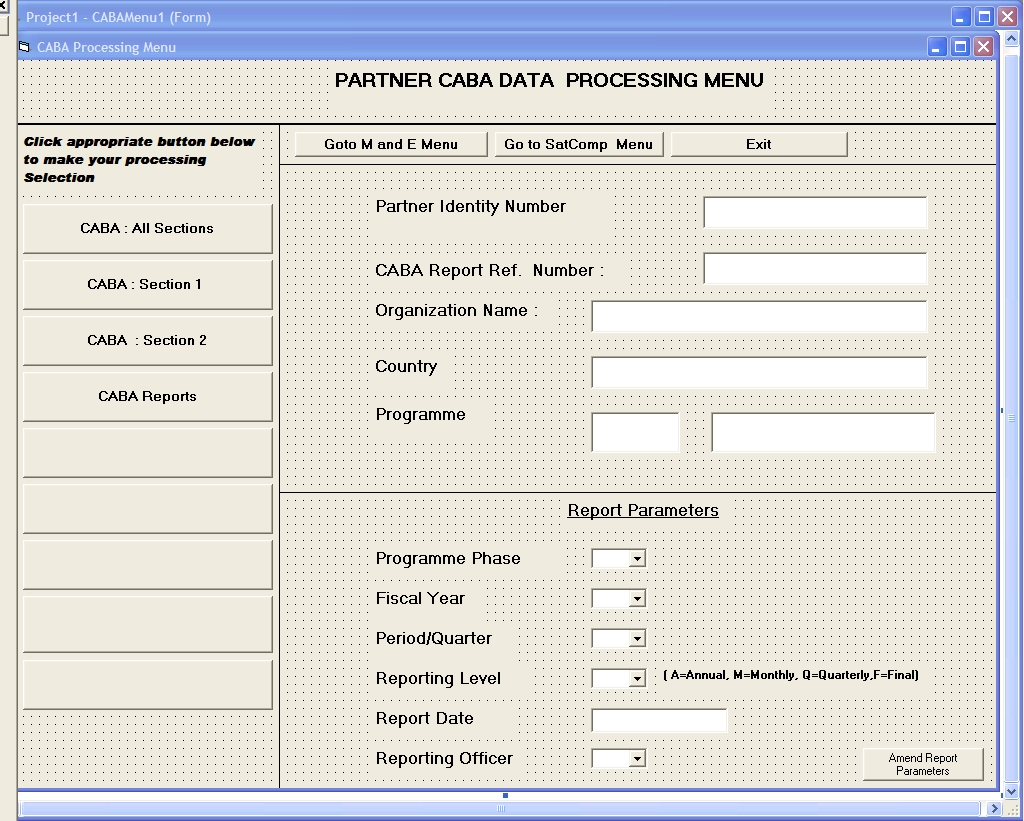 Project1 - CABAMenu1 (Form)
CABA Processing Menu
PARTNER CABA DATA  PROCESSING MENU
Click appropriate button below
to make your processing
Selection
Goto M and E Menu
Go to SatComp  Menu
Exit
CABA : All Sections
CABA : Section 1
CABA  : Section 2
CABA Reports
Partner Identity Number
CABA Report Ref.  Number :
Organization Name :
Country
Programme
Report Parameters
Programme Phase
Fiscal Year
Period/Quarter
Reporting Level
( A=Annual, M=Monthly, Q=Quarterly,F=Final)
Report Date
Reporting Officer
Amend Report
Parameters